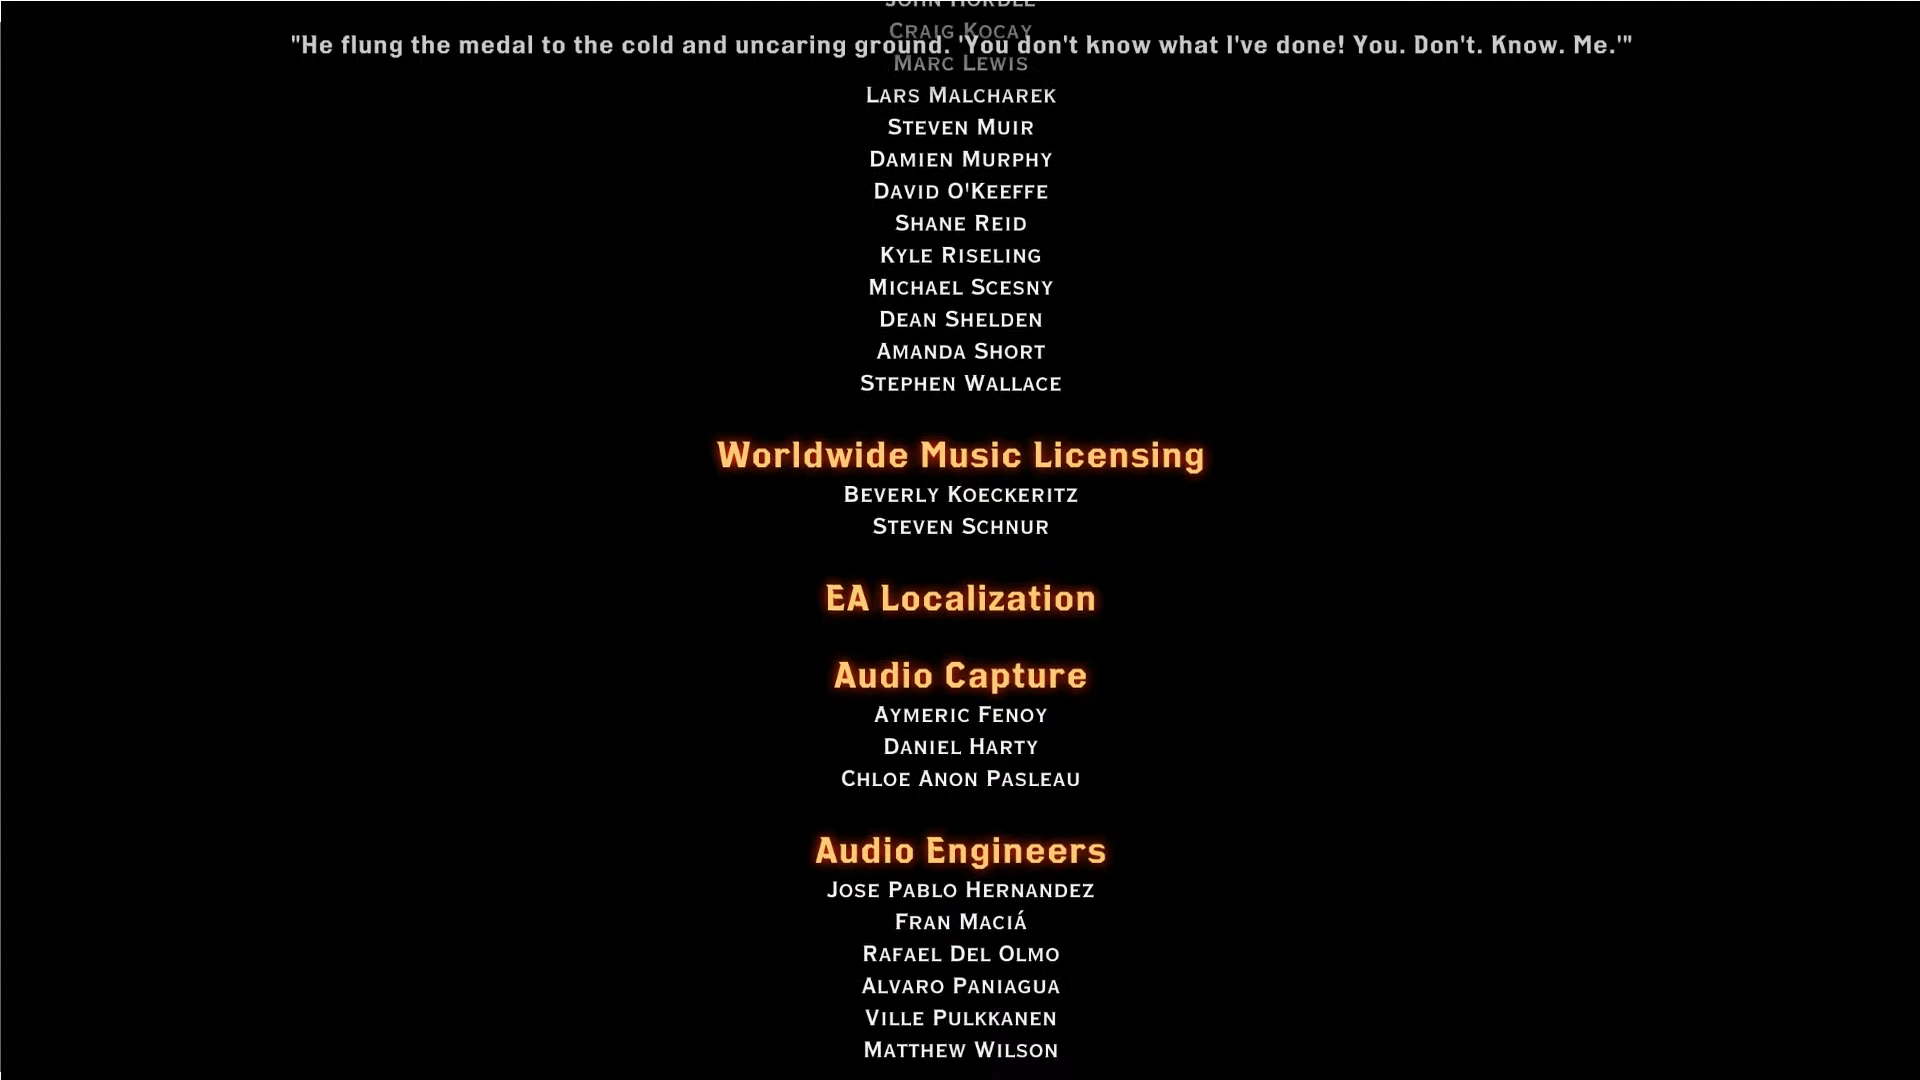 "He flung the medal to the cold and uncaring ground. 'You don't know what I've done! You. Don't. Know. Me.'"
Craig Kocay
Marc Lewis
Lars Malcharek
Steven Muir
Damien Murphy
David O'Keeffe
Shane Reid
Kyle Riseling
Michael Scesny
Dean Shelden
Amanda Short
Stephen Wallace
Worldwide Music Licensing
Beverly Koeckeritz
Steven Schnur
EA Localization
Audio Capture
Aymeric Fenoy
Daniel Harty
Chloe Anon Pasleau
Audio Engineers
Jose Pablo Hernandez
Fran Maciá
Rafael Del Olmo
Alvaro Paniagua
Ville Pulkkanen
Matthew Wilson